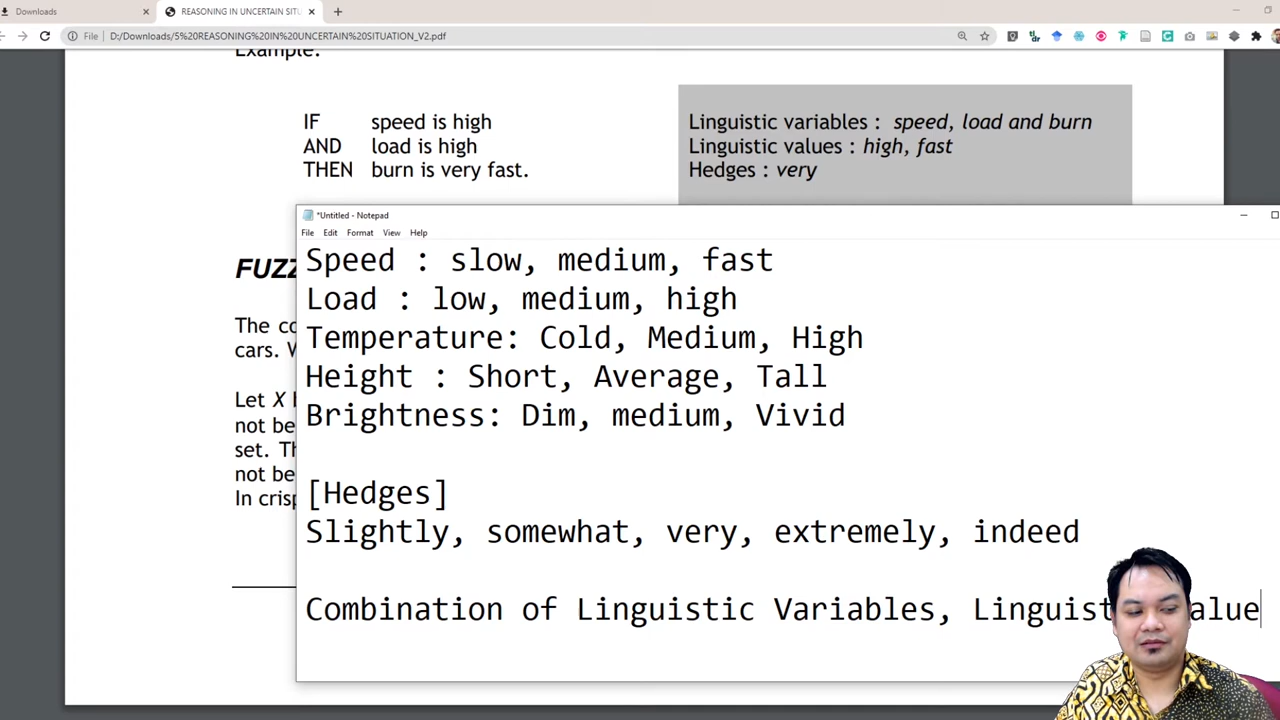 Downloads
REASONING IN UNCERTAIN SITU
File
D:/Downloads/5%20REASONING%20IN%20UNCERTAIN%20SITUATION_V2.pdf
Example:
IF speed is high
AND load is high
THEN burn is very fast.
Linguistic variables : speed, load and burn
Linguistic values : high, fast
Hedges : very
*Untitled - Notepad
File Edit Format View Help
Speed : slow, medium, fast
Load : low, medium, high
Temperature: Cold, Medium, High
Height : Short, Average, Tall
Brightness: Dim, medium, Vivid
[Hedges]
Slightly, somewhat, very, extremely, indeed
Combination of Linguistic Variables, Linguist alue
FUZZ
The co
cars. W
Let X b
not be
set. Th
not be
In crisp